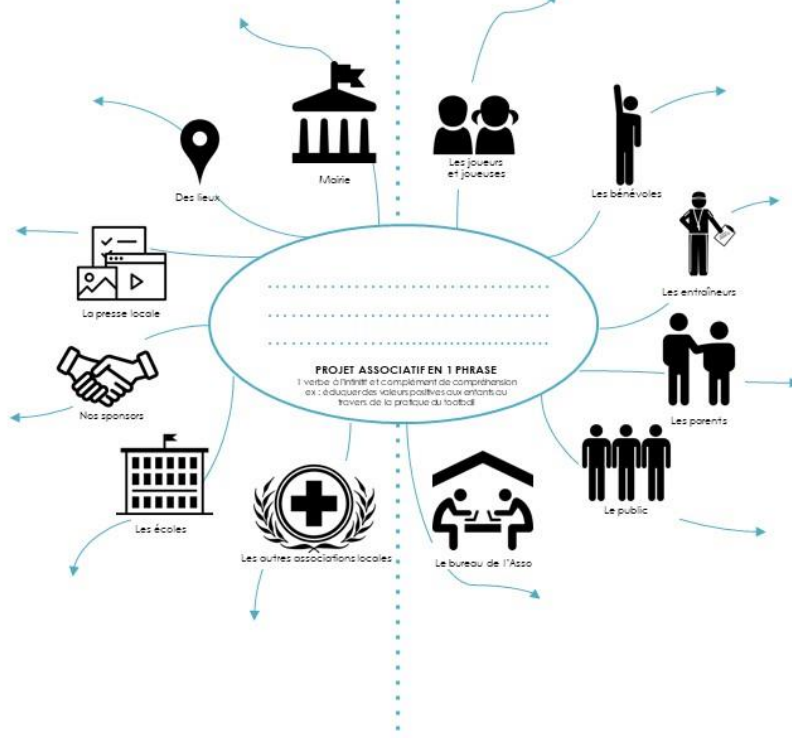 Mairie
Les joueurs
et joueuses
Des lieux
Les bénévoles
Les entraîneurs
La presse locale
Nos sponsors
Les parents
Les écoles
Le public
Les autres associations locales
Le bureau de l'Asso
PROJET ASSOCIATIF EN 1 PHRASE
1 verbe à l'infinitif et complément de compréhension
ex : éduquer des valeurs positives aux enfants au
travers de la pratique du football